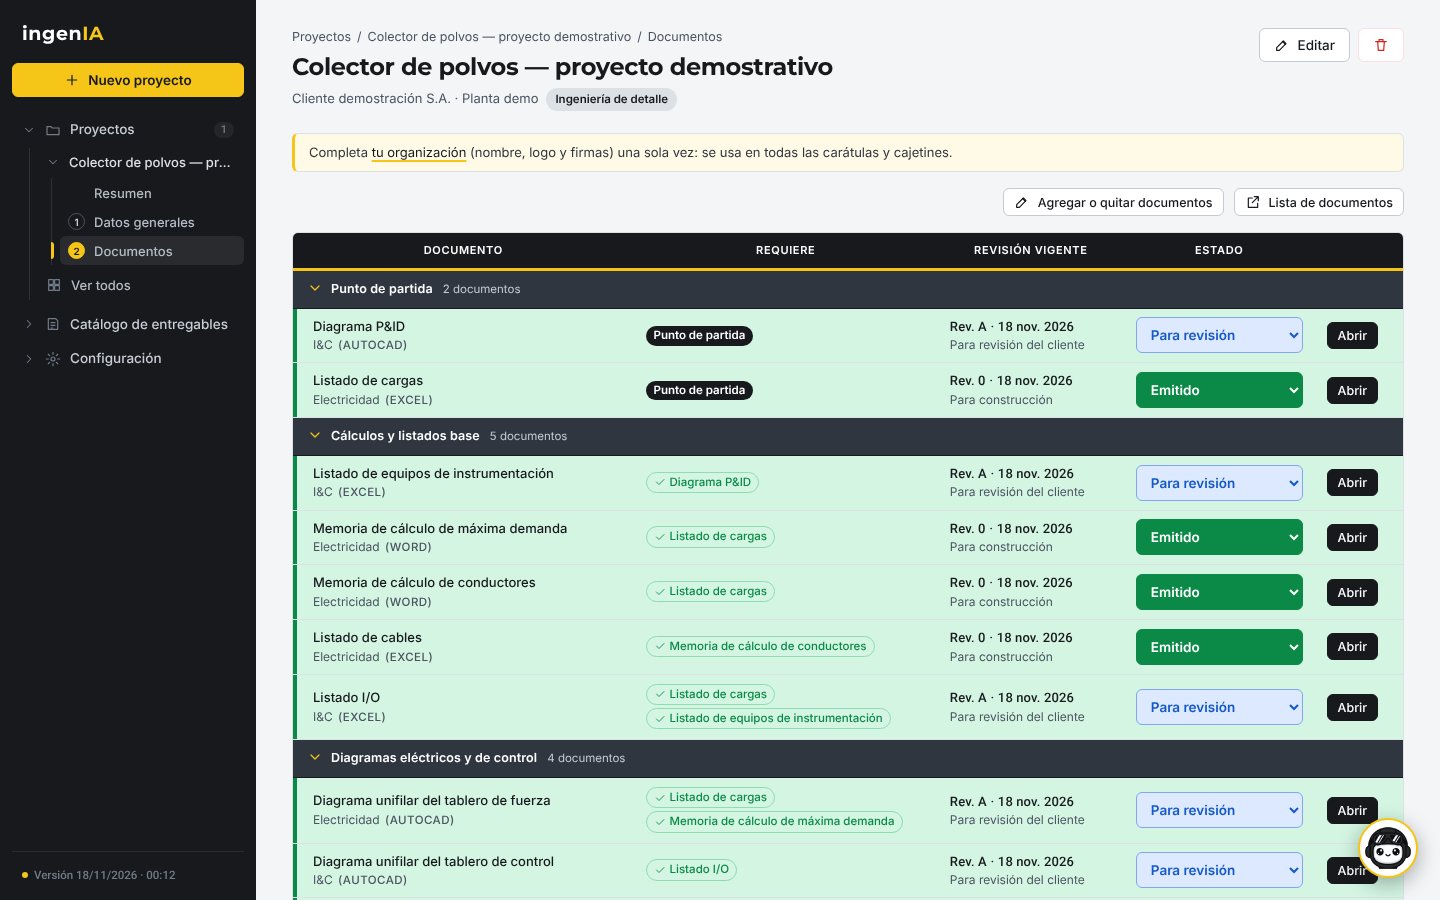 ingenIA
Nuevo proyecto
Proyectos 1
Colector de polvos — pr...
Resumen
1 Datos generales
2 Documentos
Ver todos
Catálogo de entregables
Configuración
Versión 18/11/2026 · 00:12
Proyectos / Colector de polvos — proyecto demostrativo / Documentos
Colector de polvos — proyecto demostrativo
Cliente demostración S.A. · Planta demo Ingeniería de detalle
Editar
Completa tu organización (nombre, logo y firmas) una sola vez: se usa en todas las carátulas y cajetines.
Agregar o quitar documentos
Lista de documentos
DOCUMENTO REQUIERE REVISIÓN VIGENTE ESTADO
Punto de partida 2 documentos
Diagrama P&ID
I&C (AUTOCAD)
Punto de partida
Rev. A · 18 nov. 2026
Para revisión del cliente
Para revisión
Abrir
Listado de cargas
Electricidad (EXCEL)
Punto de partida
Rev. 0 · 18 nov. 2026
Para construcción
Emitido
Abrir
Cálculos y listados base 5 documentos
Listado de equipos de instrumentación
I&C (EXCEL)
Diagrama P&ID
Rev. A · 18 nov. 2026
Para revisión del cliente
Para revisión
Abrir
Memoria de cálculo de máxima demanda
Electricidad (WORD)
Listado de cargas
Rev. 0 · 18 nov. 2026
Para construcción
Emitido
Abrir
Memoria de cálculo de conductores
Electricidad (WORD)
Listado de cargas
Rev. 0 · 18 nov. 2026
Para construcción
Emitido
Abrir
Listado de cables
Electricidad (EXCEL)
Memoria de cálculo de conductores
Rev. 0 · 18 nov. 2026
Para construcción
Emitido
Abrir
Listado I/O
I&C (EXCEL)
Listado de cargas
Listado de equipos de instrumentación
Rev. A · 18 nov. 2026
Para revisión del cliente
Para revisión
Abrir
Diagramas eléctricos y de control 4 documentos
Diagrama unifilar del tablero de fuerza
Electricidad (AUTOCAD)
Listado de cargas
Memoria de cálculo de máxima demanda
Rev. A · 18 nov. 2026
Para revisión del cliente
Para revisión
Abrir
Diagrama unifilar del tablero de control
I&C (AUTOCAD)
Listado I/O
Rev. A · 18 nov. 2026
Para revisión del cliente
Para revisión
Abrir